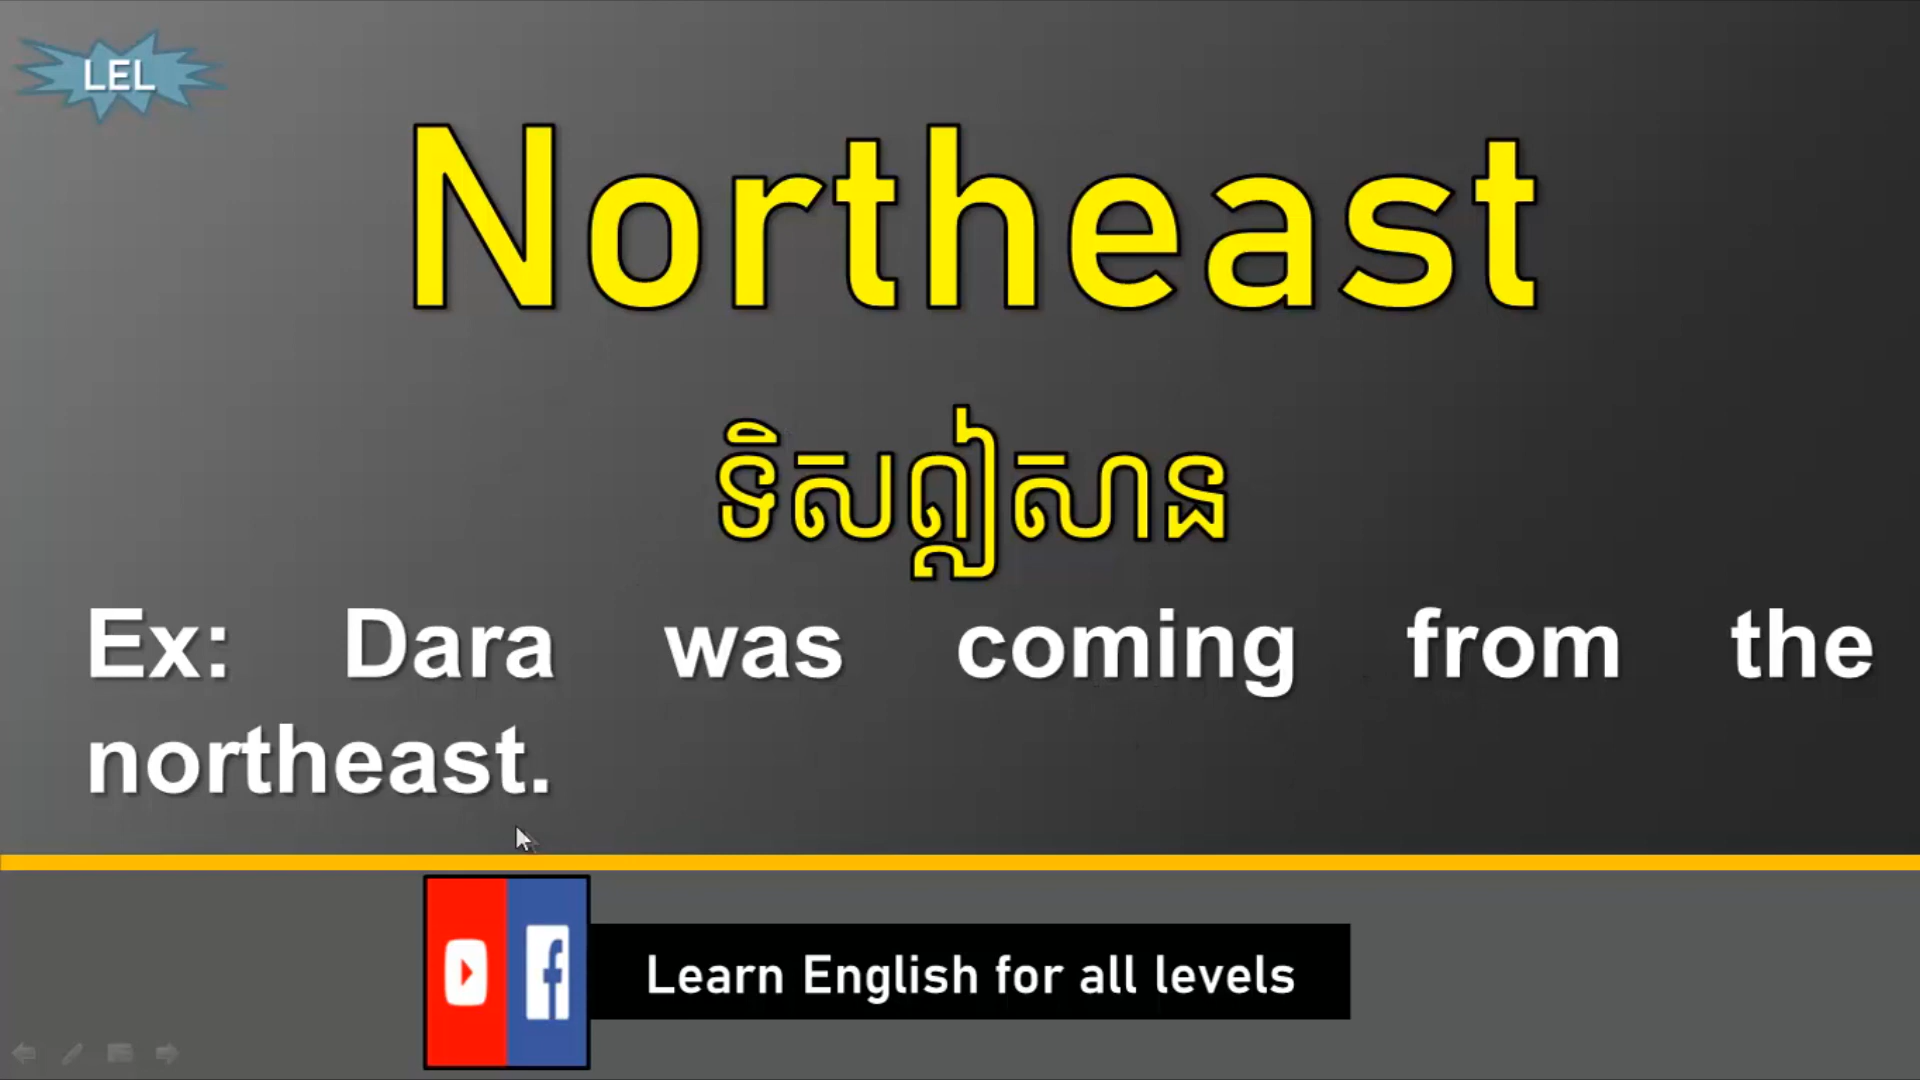 LEL
Northeast
ទិសឦសាន
Ex: Dara was coming from the
northeast.
Learn English for all levels